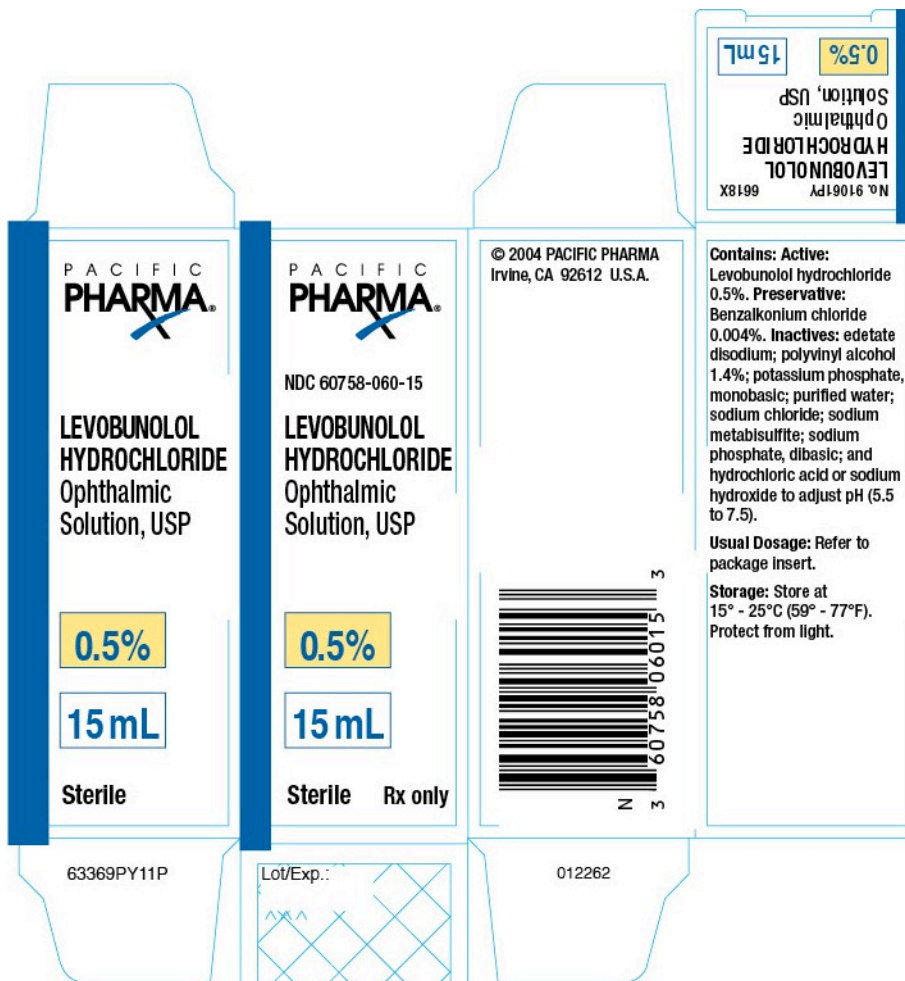 15 mL
0.5%
Solution, USP
Ophthalmic
HYDROCHLORIDE
LEVOBUNOLOL
No. 91061PY 6618X
PACIFIC
PHARMA®
LEVOBUNOLOL
HYDROCHLORIDE
Ophthalmic
Solution, USP
0.5%
15 mL
Sterile
63369PY11P
PACIFIC
PHARMA®
NDC 60758-060-15
LEVOBUNOLOL
HYDROCHLORIDE
Ophthalmic
Solution, USP
0.5%
15 mL
Sterile Rx only
Lot/Exp.:
© 2004 PACIFIC PHARMA
Irvine, CA 92612 U.S.A.
N
3 60758 06015 3
012262
Contains: Active:
Levobunolol hydrochloride
0.5%. Preservative:
Benzalkonium chloride
0.004%. Inactives: edetate
disodium; polyvinyl alcohol
1.4%; potassium phosphate,
monobasic; purified water;
sodium chloride; sodium
metabisulfite; sodium
phosphate, dibasic; and
hydrochloric acid or sodium
hydroxide to adjust pH (5.5
to 7.5).
Usual Dosage: Refer to
package insert.
Storage: Store at
15° - 25°C (59° - 77°F).
Protect from light.